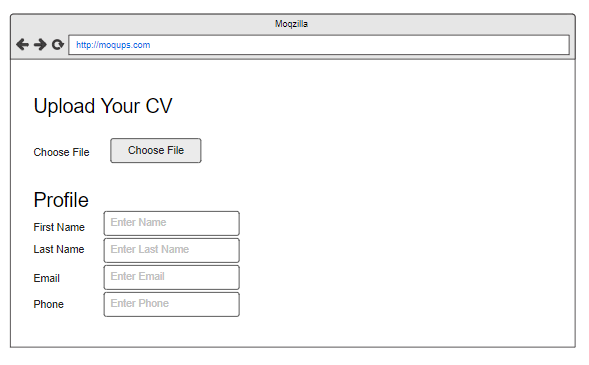 Moqzilla
http://moqups.com
Upload Your CV
Choose File Choose File
Profile
First Name Enter Name
Last Name Enter Last Name
Email Enter Email
Phone Enter Phone